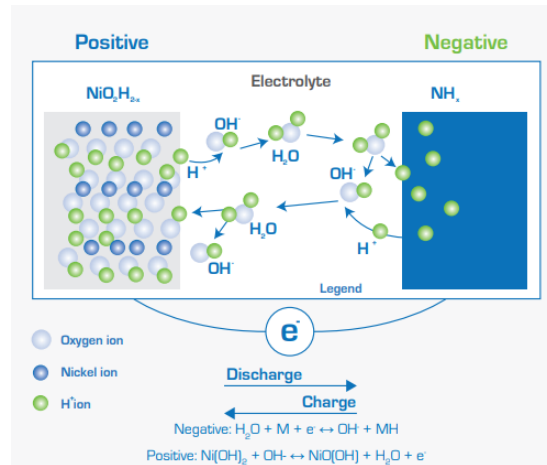 Positive
Negative
Electrolyte
NiO₂H₂₋ₓ
NHₓ
OH⁻
H₂O
H⁺
OH⁻
H₂O
H⁺
OH⁻
Legend
e⁻
Oxygen ion
Nickel ion
H⁺ion
Discharge
Charge
Negative: H₂O + M + e⁻ ↔ OH⁻ + MH
Positive: Ni(OH)₂ + OH- ↔ NiO(OH) + H₂O + e⁻